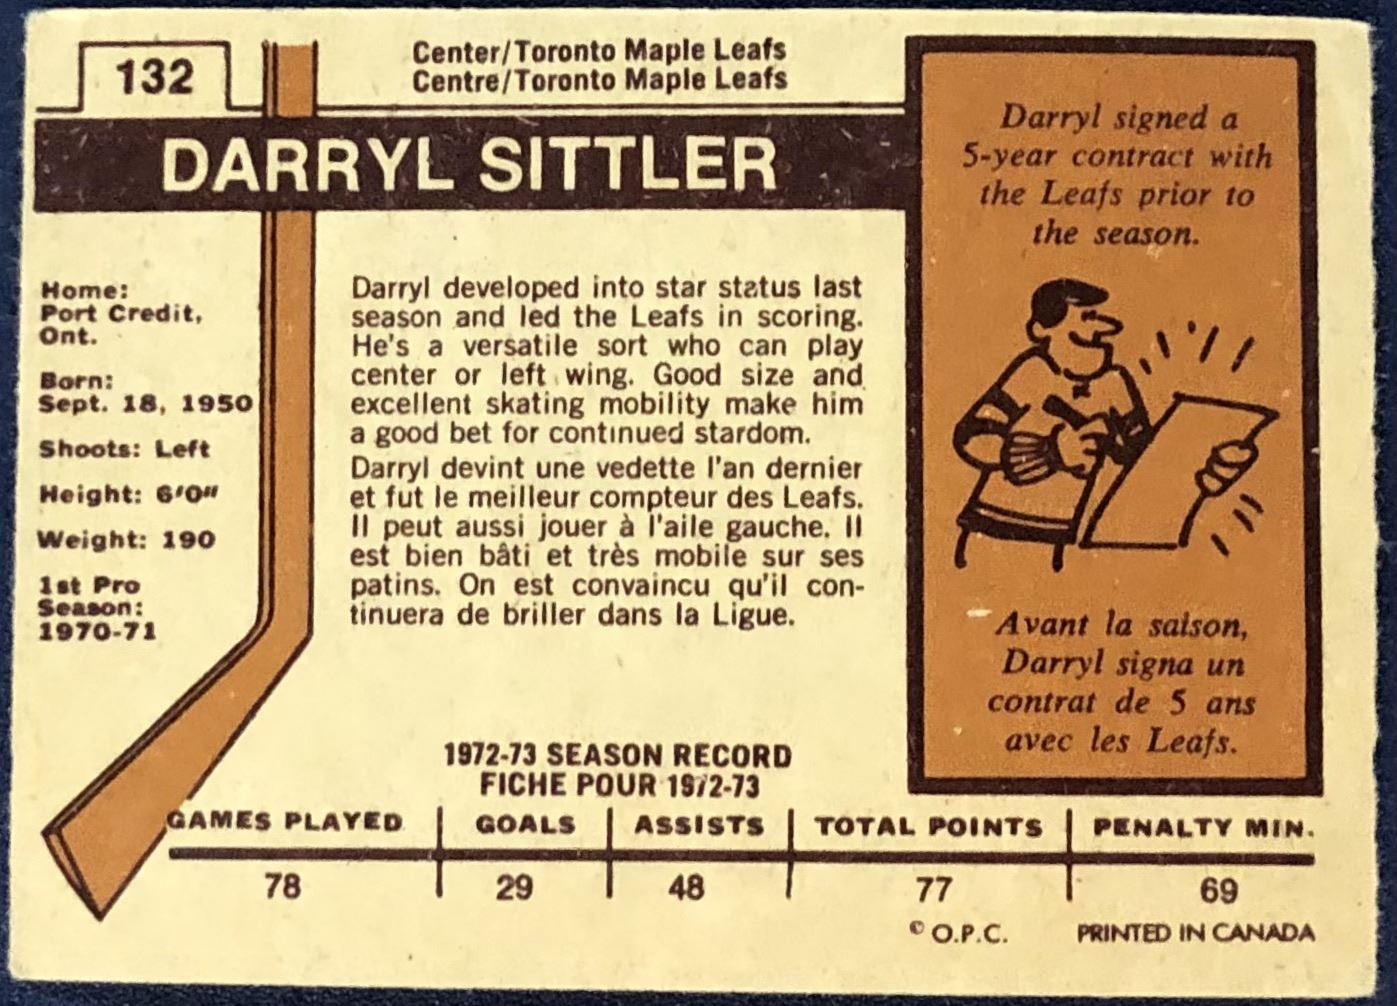 132
Center/Toronto Maple Leafs
Centre/Toronto Maple Leafs
DARRYL SITTLER
Home:
Port Credit,
Ont.
Born:
Sept. 18, 1950
Shoots: Left
Height: 6'0"
Weight: 190
1st Pro
Season:
1970-71
Darryl developed into star status last
season and led the Leafs in scoring.
He's a versatile sort who can play
center or left wing. Good size and
excellent skating mobility make him
a good bet for continued stardom.
Darryl devint une vedette l'an dernier
et fut le meilleur compteur des Leafs.
Il peut aussi jouer à l'aile gauche. Il
est bien bâti et très mobile sur ses
patins. On est convaincu qu'il con-
tinuera de briller dans la Ligue.
Darryl signed a
5-year contract with
the Leafs prior to
the season.
Avant la saison,
Darryl signa un
contrat de 5 ans
avec les Leafs.
1972-73 SEASON RECORD
FICHE POUR 1972-73
GAMES PLAYED GOALS ASSISTS TOTAL POINTS PENALTY MIN.
78 29 48 77 69
© O.P.C. PRINTED IN CANADA